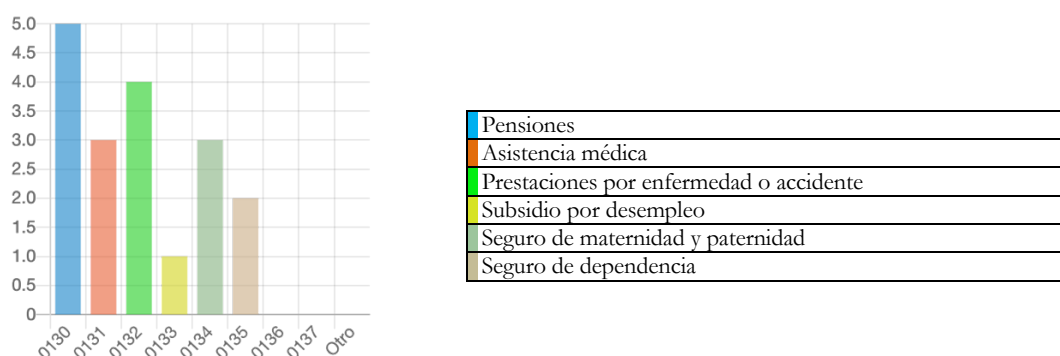 5.0
4.5
4.0
3.5
3.0
2.5
2.0
1.5
1.0
0.5
0
0130
0131
0132
0133
0134
0135
0136
0137
Otro
Pensiones
Asistencia médica
Prestaciones por enfermedad o accidente
Subsidio por desempleo
Seguro de maternidad y paternidad
Seguro de dependencia